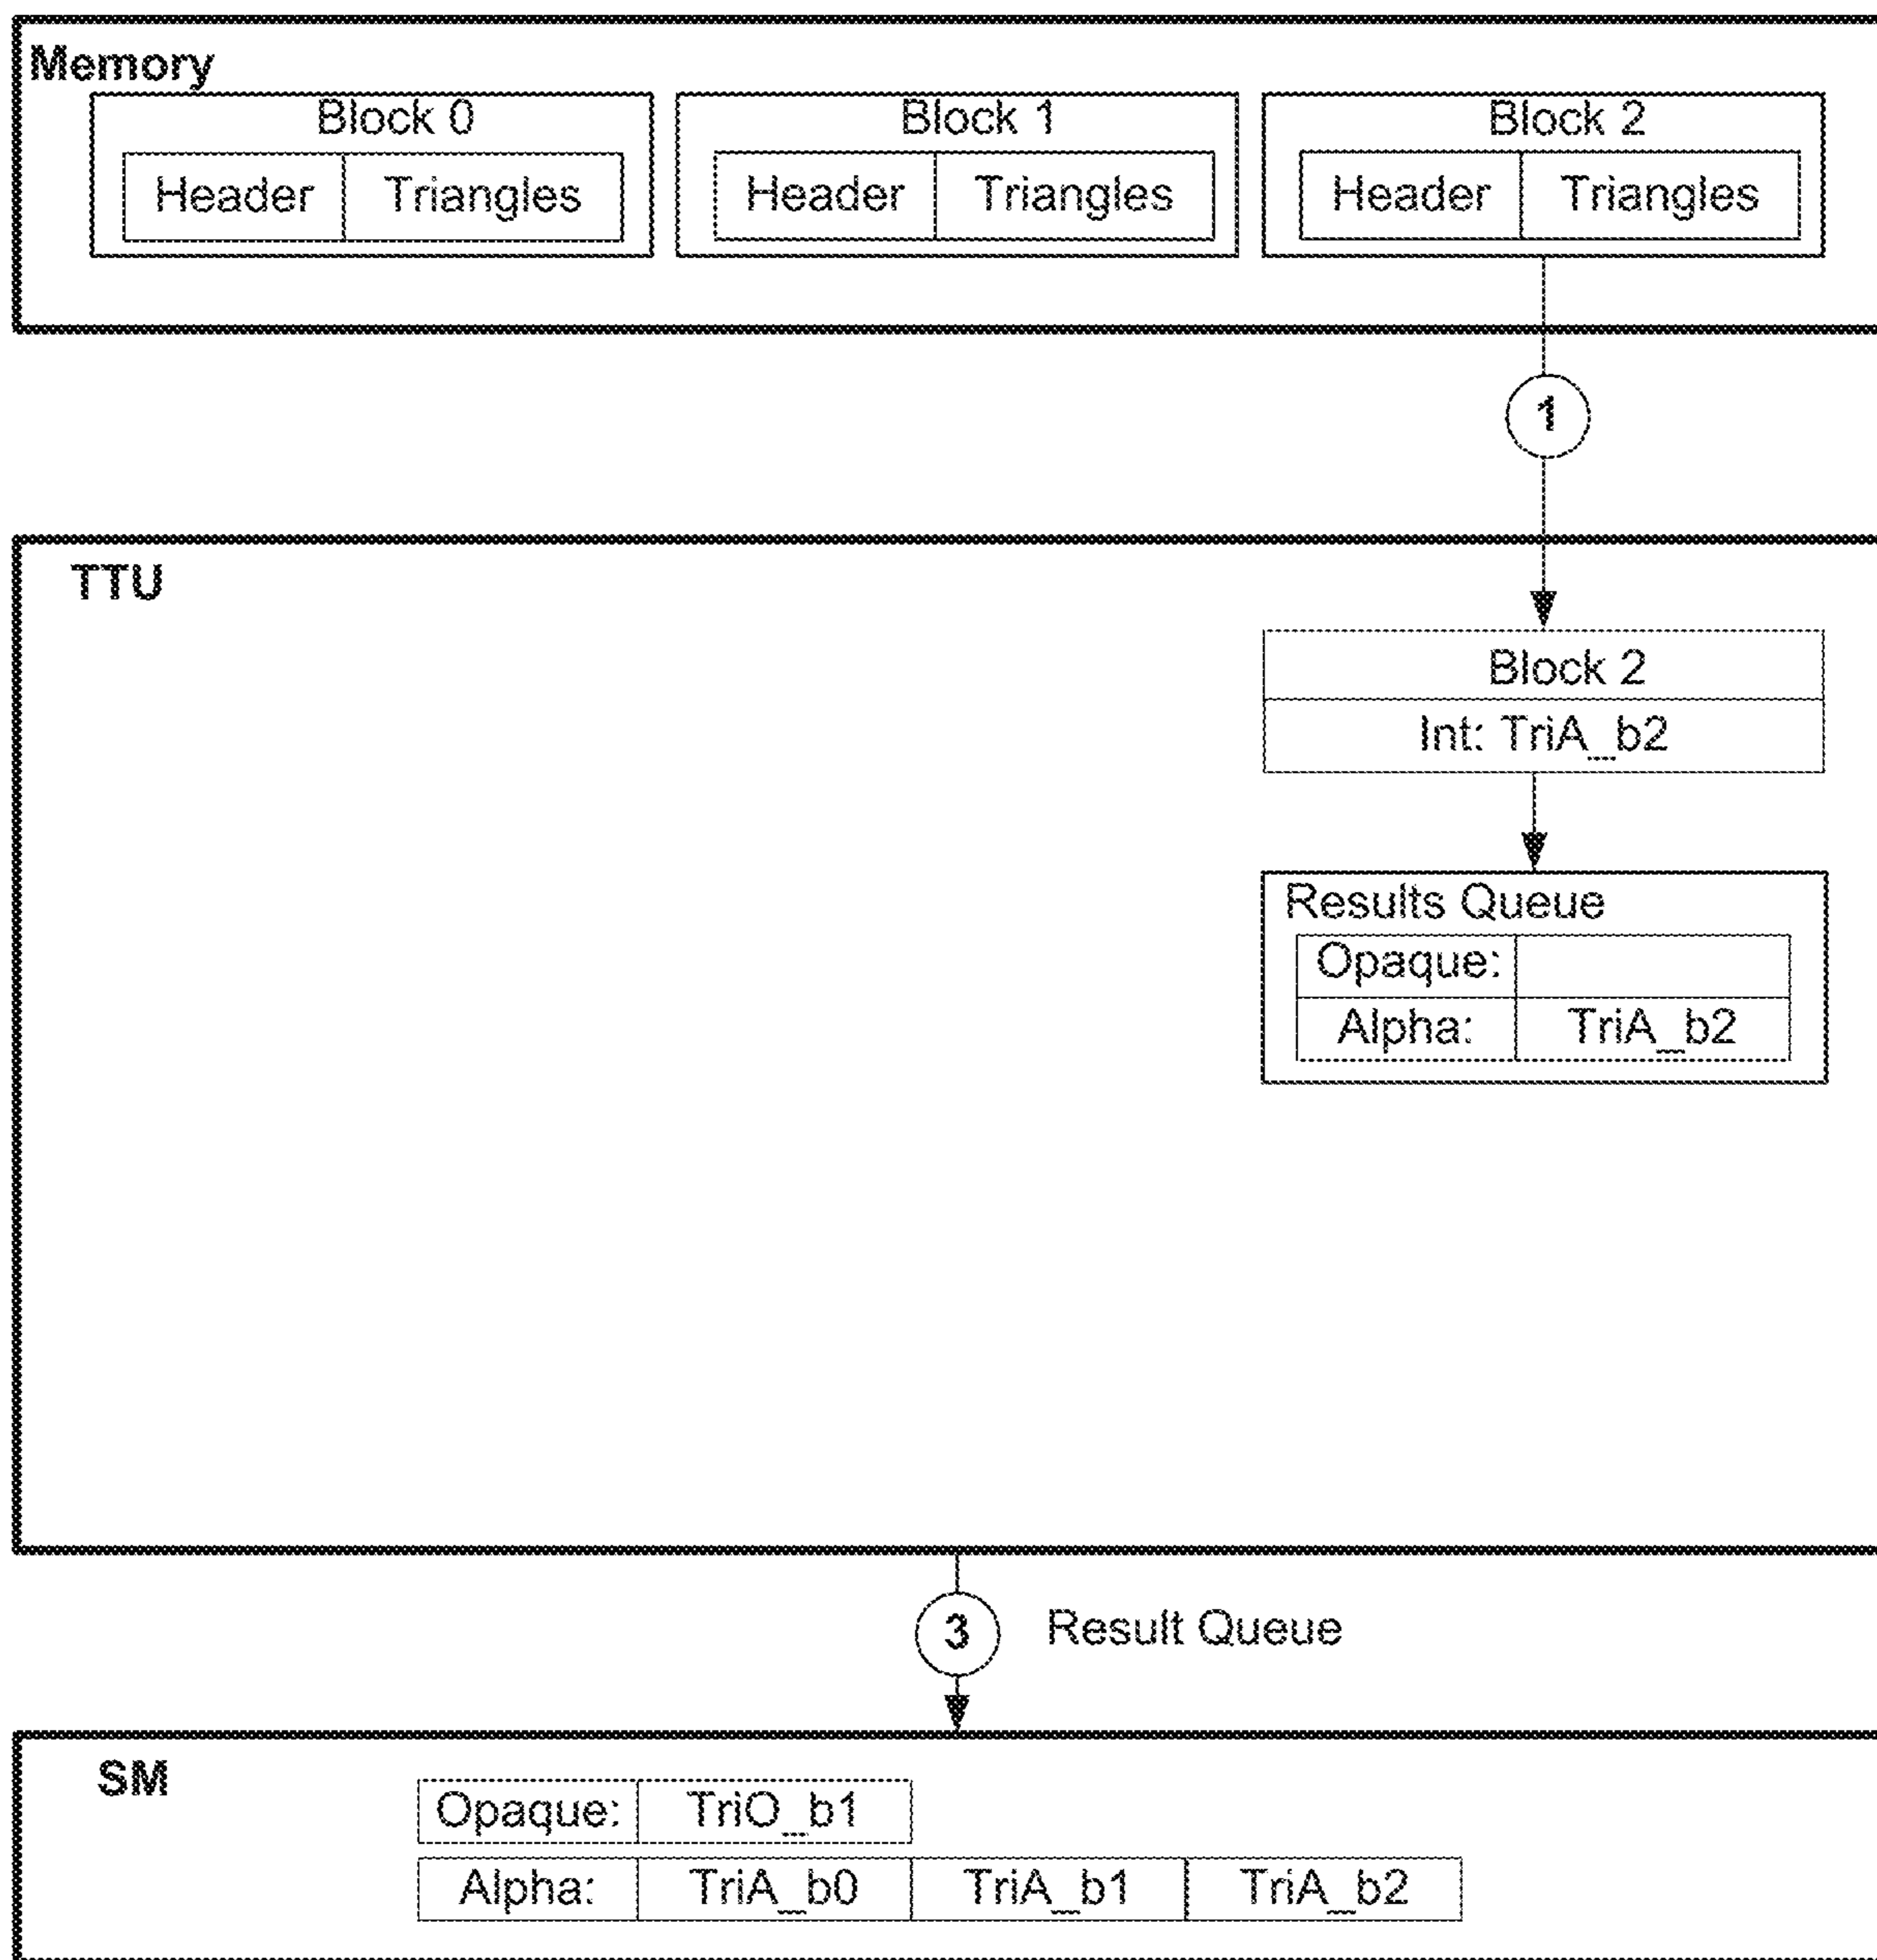 Memory
Block 0 Block 1 Block 2
Header Triangles Header Triangles Header Triangles
1
TTU
Block 2
Int: TriA_b2
Results Queue
Opaque:
Alpha: TriA_b2
3 Result Queue
SM
Opaque: TriO_b1
Alpha: TriA_b0 TriA_b1 TriA_b2